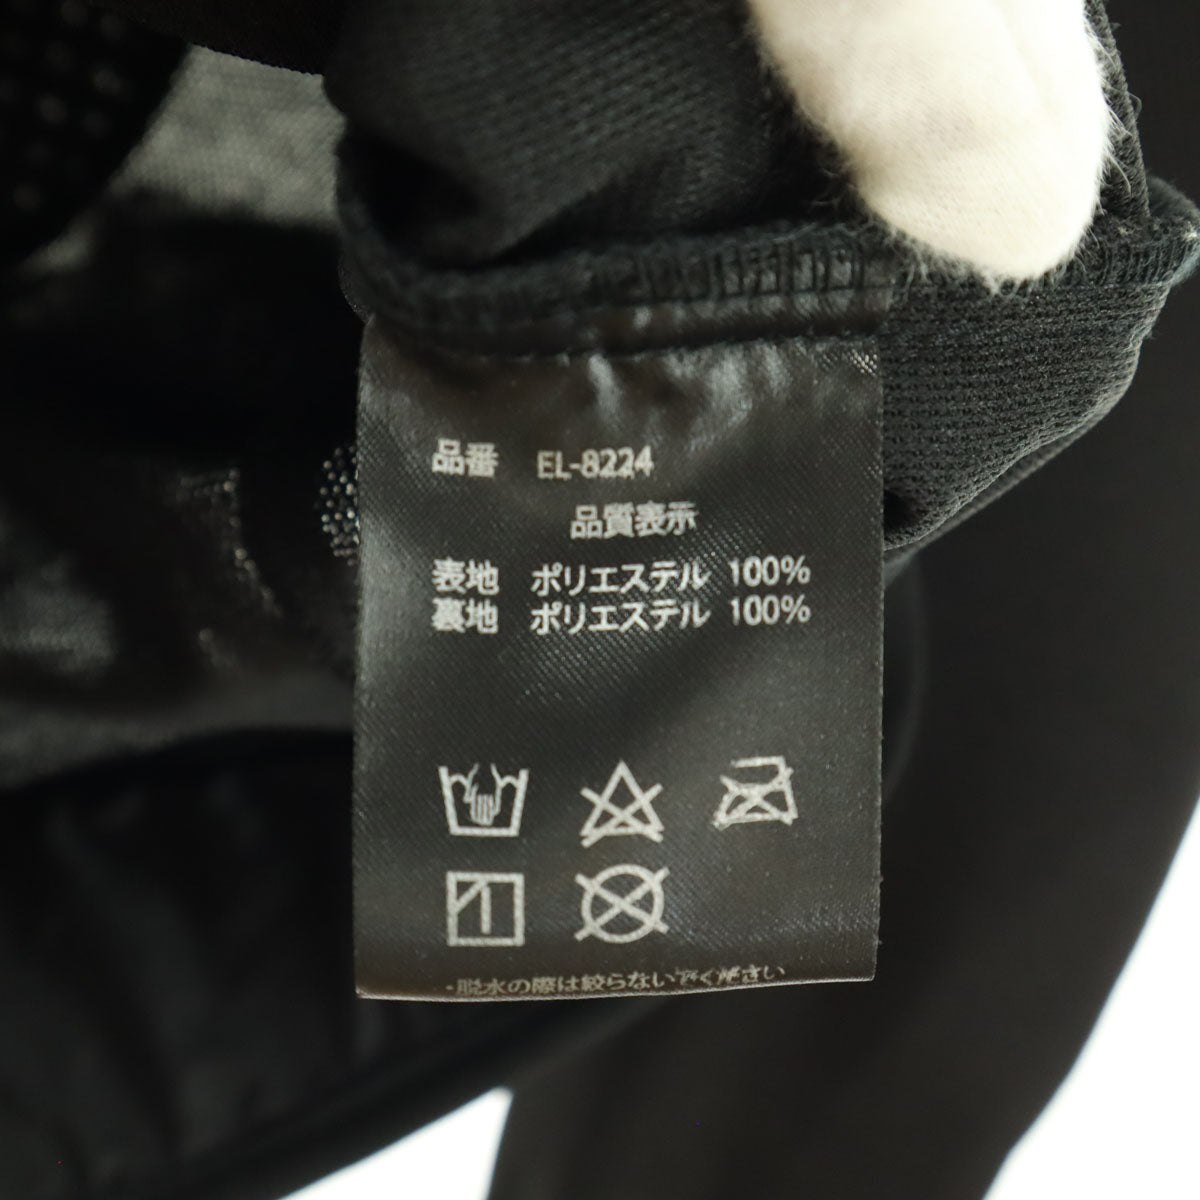 品番 EL-8224
品質表示
表地 ポリエステル 100%
裏地 ポリエステル 100%
・脱水の際は絞らないでください